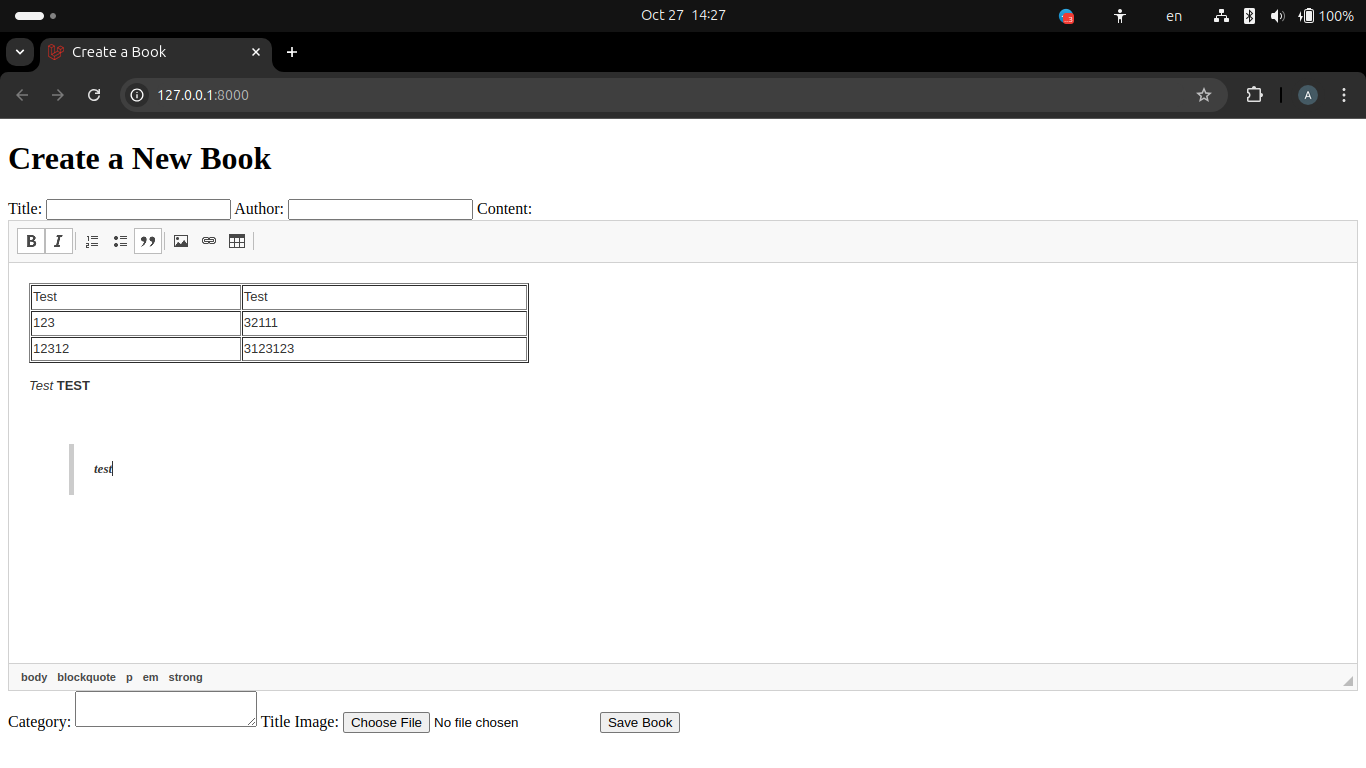 Oct 27 14:27
en
100%
Create a Book
127.0.0.1:8000
A
Create a New Book
Title: Author: Content:
B I
Test Test
123 32111
12312 3123123
Test TEST
test
body blockquote p em strong
Category: Title Image: Choose File No file chosen Save Book